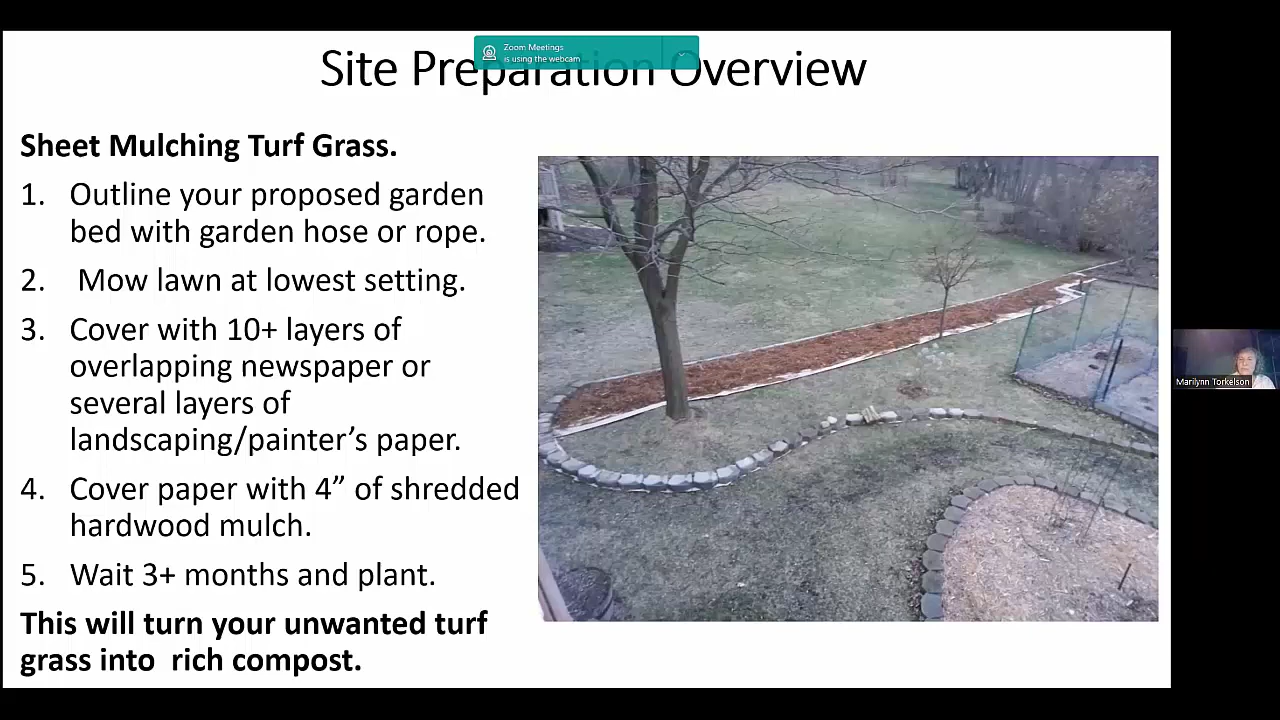 Zoom Meetings
is using the webcam
Site Preparation Overview
Sheet Mulching Turf Grass.
1. Outline your proposed garden
bed with garden hose or rope.
2. Mow lawn at lowest setting.
3. Cover with 10+ layers of
overlapping newspaper or
several layers of
landscaping/painter’s paper.
4. Cover paper with 4” of shredded
hardwood mulch.
5. Wait 3+ months and plant.
This will turn your unwanted turf
grass into rich compost.
Marilynn Torkelson